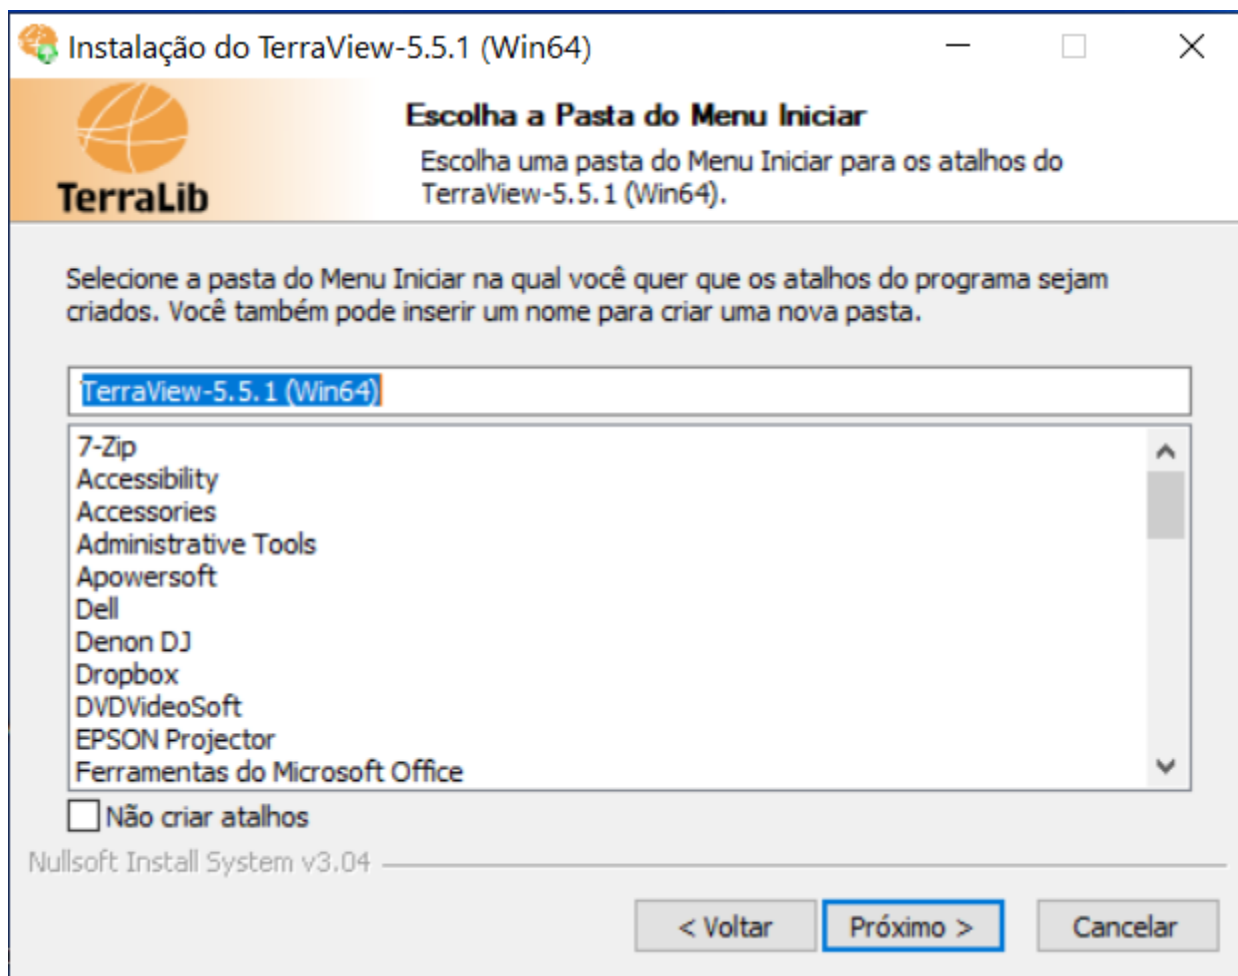 Instalação do TerraView-5.5.1 (Win64)
TerraLib
Escolha a Pasta do Menu Iniciar
Escolha uma pasta do Menu Iniciar para os atalhos do
TerraView-5.5.1 (Win64).
Selecione a pasta do Menu Iniciar na qual você quer que os atalhos do programa sejam
criados. Você também pode inserir um nome para criar uma nova pasta.
TerraView-5.5.1 (Win64)
7-Zip
Accessibility
Accessories
Administrative Tools
Apowersoft
Dell
Denon DJ
Dropbox
DVDVideoSoft
EPSON Projector
Ferramentas do Microsoft Office
Não criar atalhos
Nullsoft Install System v3.04
< Voltar
Próximo >
Cancelar